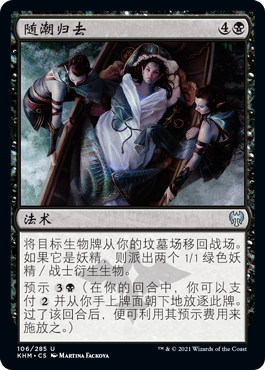 随潮归去 4
法术
将目标生物牌从你的坟墓场移回战场。
如果它是妖精，则派出两个 1/1 绿色妖
精 / 战士衍生生物。
预示 3（在你的回合中，你可以支
付 2 并从你手上牌面朝下地放逐此牌。
过了该回合后，便可利用其预示费用来
施放之。）
106/285 U
KHM • CS Martina Fačková
™ & © 2021 Wizards of the Coast